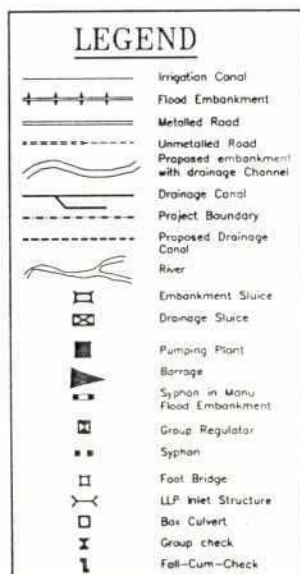 LEGEND
Irrigation Canal
Flood Embankment
Metalled Road
Unmetalled Road
Proposed embankment
with drainage Channel
Drainage Canal
Project Boundary
Proposed Drainage
Canal
River
Embankment Sluice
Drainage Sluice
Pumping Plant
Barrage
Syphon in Manu
Flood Embankment
Group Regulator
Syphon
Foot Bridge
LLP Inlet Structure
Box Culvert
Group check
Fall-Cum-Check